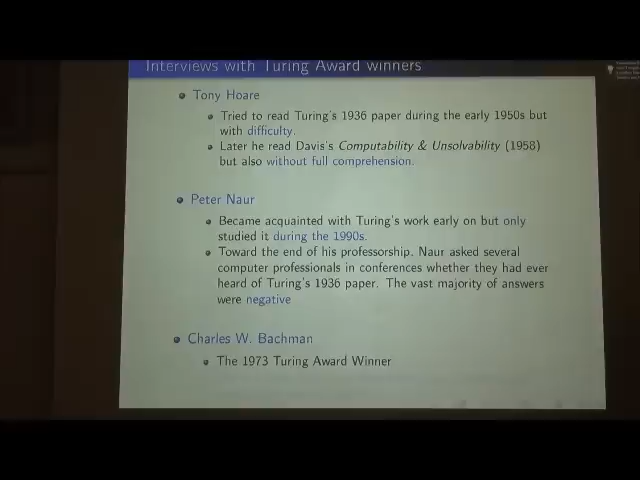 Interviews with Turing Award winners
Tony Hoare
Tried to read Turing's 1936 paper during the early 1950s but
with difficulty.
Later he read Davis's Computability & Unsolvability (1958)
but also without full comprehension.
Peter Naur
Became acquainted with Turing's work early on but only
studied it during the 1990s.
Toward the end of his professorship. Naur asked several
computer professionals in conferences whether they had ever
heard of Turing's 1936 paper. The vast majority of answers
were negative
Charles W. Bachman
The 1973 Turing Award Winner